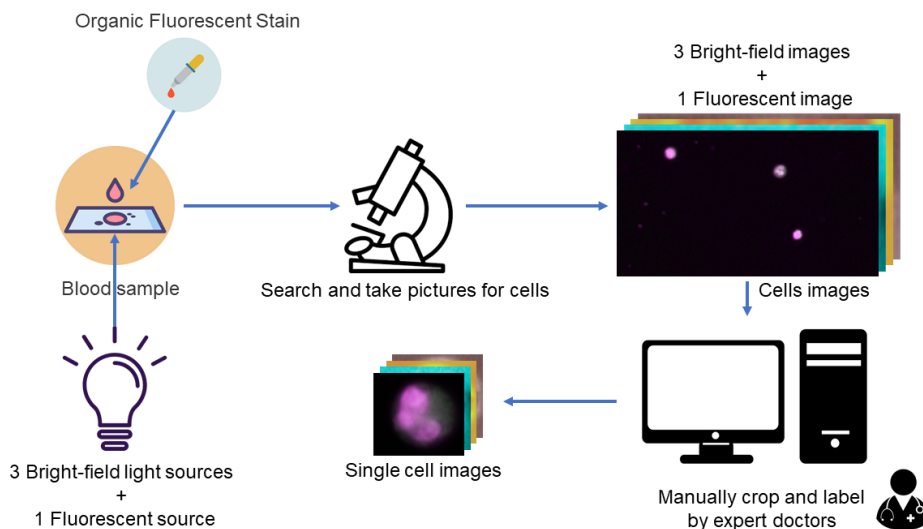 Organic Fluorescent Stain
3 Bright-field images
+
1 Fluorescent image
Blood sample
Search and take pictures for cells
Cells images
3 Bright-field light sources
+
1 Fluorescent source
Single cell images
Manually crop and label
by expert doctors